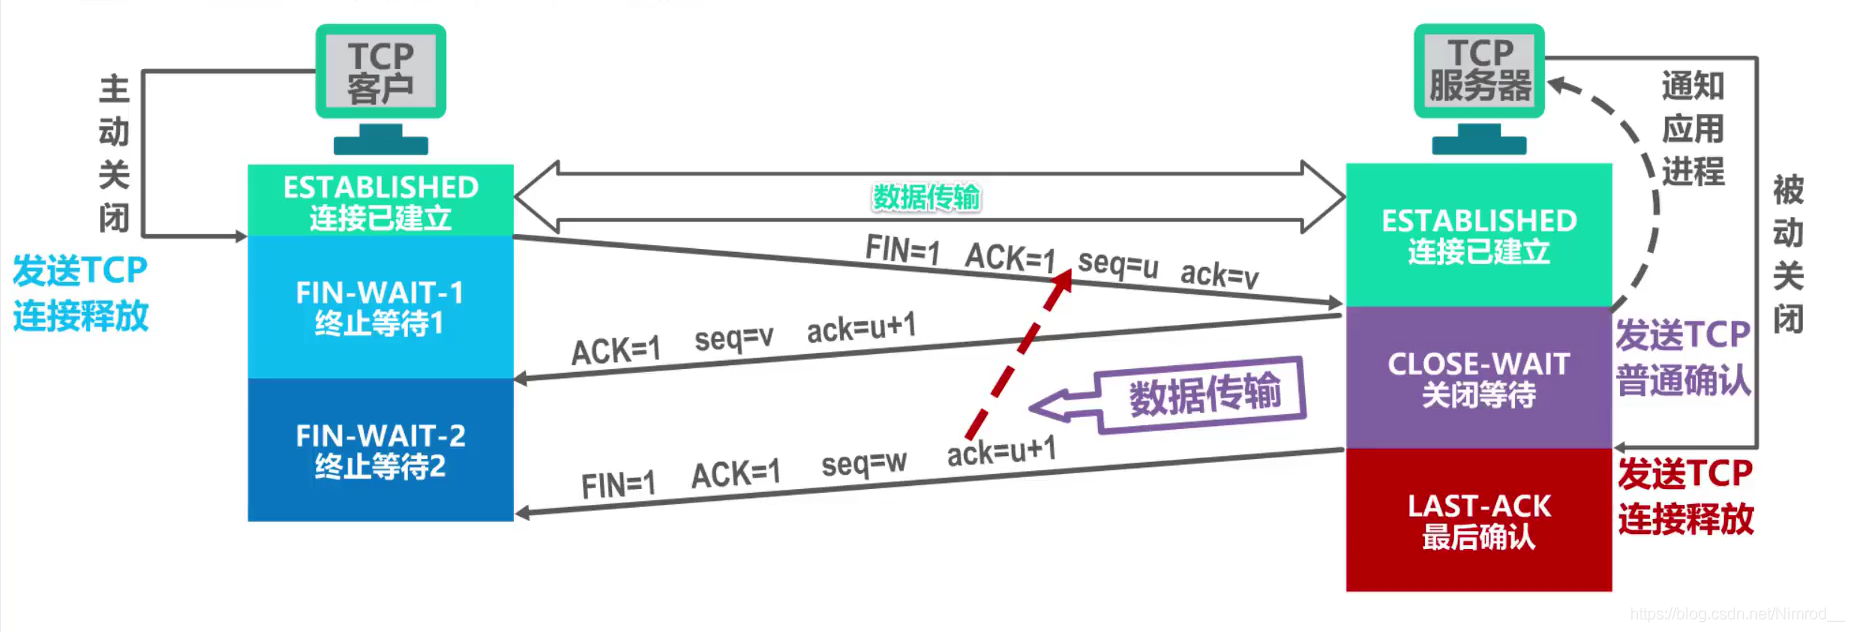 TCP
客户
TCP
服务器
主动关闭
通知
应用
进程
被动关闭
ESTABLISHED
连接已建立
数据传输
ESTABLISHED
连接已建立
FIN=1 ACK=1 seq=u ack=v
发送TCP
连接释放
FIN-WAIT-1
终止等待1
ACK=1 seq=v ack=u+1
发送TCP
普通确认
CLOSE-WAIT
关闭等待
数据传输
FIN-WAIT-2
终止等待2
FIN=1 ACK=1 seq=w ack=u+1
发送TCP
连接释放
LAST-ACK
最后确认
https://blog.csdn.net/Nimrod__